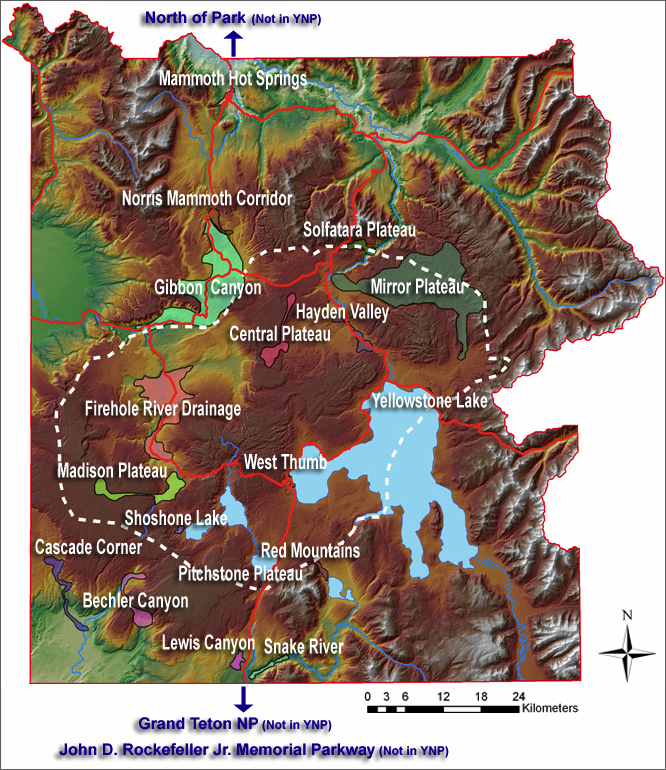 North of Park (Not in YNP)
Mammoth Hot Springs
Norris Mammoth Corridor
Solfatara Plateau
Gibbon Canyon
Mirror Plateau
Hayden Valley
Central Plateau
Yellowstone Lake
Firehole River Drainage
West Thumb
Madison Plateau
Shoshone Lake
Cascade Corner
Red Mountains
Pitchstone Plateau
Bechler Canyon
Lewis Canyon
Snake River
N
0 3 6 12 18 24
Kilometers
Grand Teton NP (Not in YNP)
John D. Rockefeller Jr. Memorial Parkway (Not in YNP)